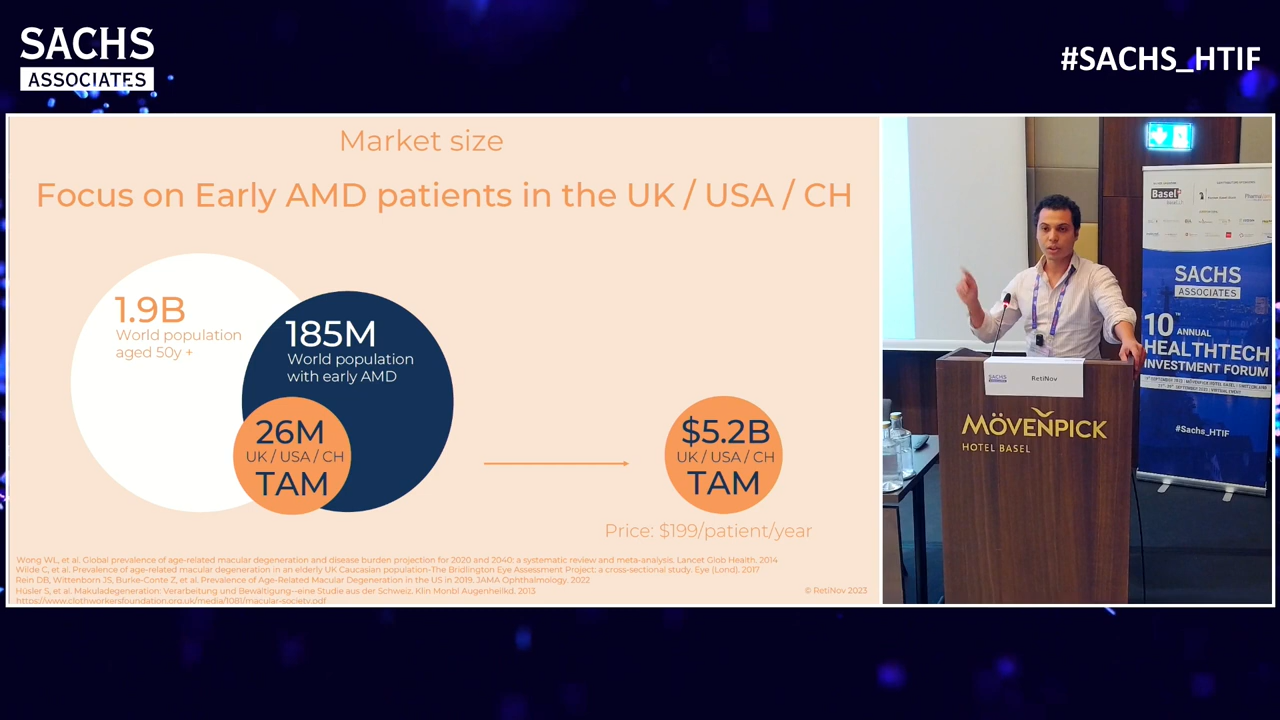 SACHS
ASSOCIATES
#SACHS_HTIF
Market size
Focus on Early AMD patients in the UK / USA / CH
1.9B
World population
aged 50y +
185M
World population
with early AMD
26M
UK / USA / CH
TAM
$5.2B
UK / USA / CH
TAM
Price: $199/patient/year
Wong WL, et al. Global prevalence of age-related macular degeneration and disease burden projection for 2020 and 2040: a systematic review and meta-analysis. Lancet Glob Health. 2014
Wilde C, et al. Prevalence of age-related macular degeneration in an elderly UK Caucasian population-The Bridlington Eye Assessment Project: a cross-sectional study. Eye (Lond). 2017
Rein DB, Wittenborn JS, Burke-Conte Z, et al. Prevalence of Age-Related Macular Degeneration in the US in 2019. JAMA Ophthalmology. 2022
Hüsler S, et al. Makuladegeneration: Verarbeitung und Bewältigung--eine Studie aus der Schweiz. Klin Monbl Augenheilkd. 2013
https://www.clothworkersfoundation.org.uk/media/1081/macular-society.pdf
© RetiNov 2023
SACHS
ASSOCIATES
RetiNov
MÖVENPICK
HOTEL BASEL
Basel
SACHS
ASSOCIATES
10TH ANNUAL
HEALTHTECH
INVESTMENT FORUM
#Sachs_HTIF